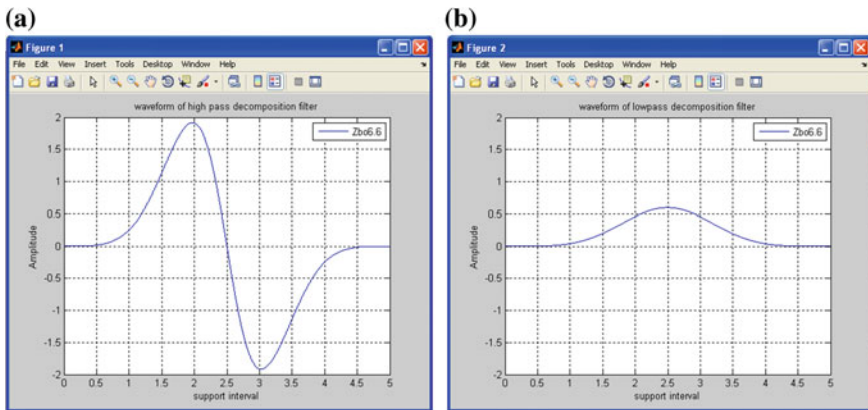 (a)
Figure 1
File Edit View Insert Tools Desktop Window Help
waveform of high pass decomposition filter
Zbo6.6
2
1.5
1
0.5
0
-0.5
-1
-1.5
-2
Amplitude
0 0.5 1 1.5 2 2.5 3 3.5 4 4.5 5
support interval
(b)
Figure 2
File Edit View Insert Tools Desktop Window Help
waveform of lowpass decomposition filter
Zbo6.6
2
1.5
1
0.5
0
-0.5
-1
-1.5
-2
Amplitude
0 0.5 1 1.5 2 2.5 3 3.5 4 4.5 5
support interval